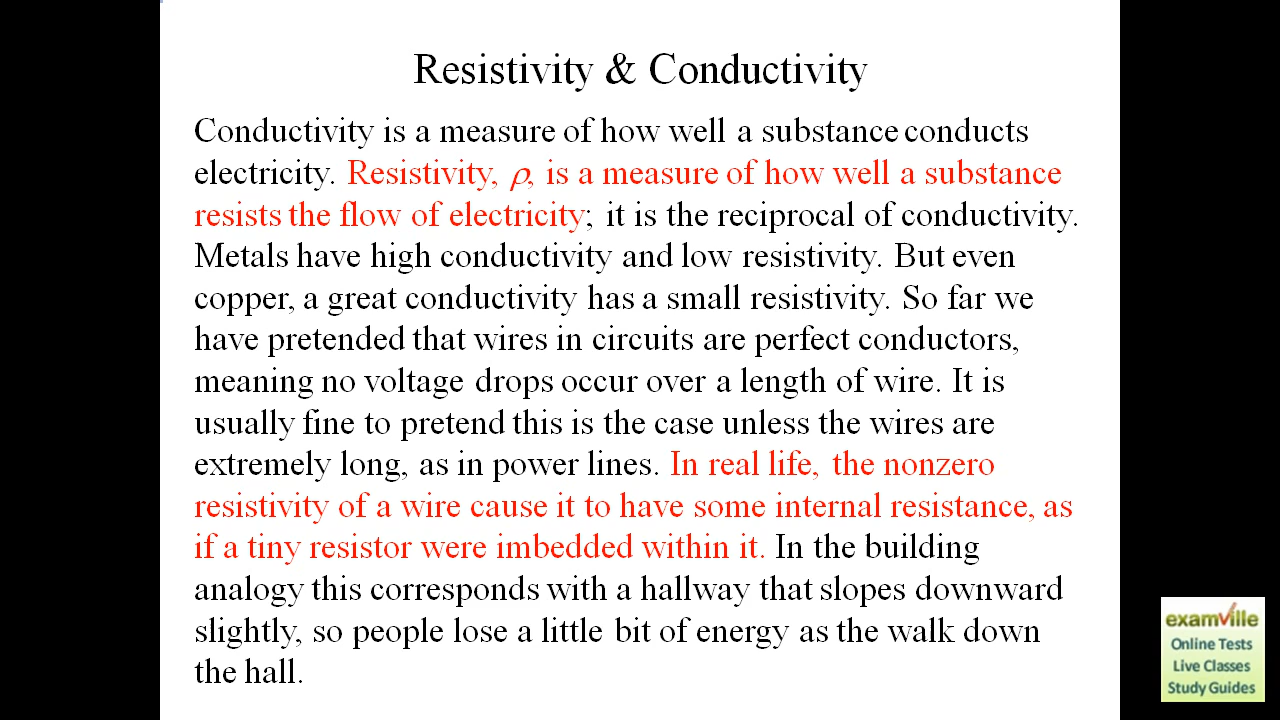 Resistivity & Conductivity
Conductivity is a measure of how well a substance conducts
electricity. Resistivity, ρ, is a measure of how well a substance
resists the flow of electricity; it is the reciprocal of conductivity.
Metals have high conductivity and low resistivity. But even
copper, a great conductivity has a small resistivity. So far we
have pretended that wires in circuits are perfect conductors,
meaning no voltage drops occur over a length of wire. It is
usually fine to pretend this is the case unless the wires are
extremely long, as in power lines. In real life, the nonzero
resistivity of a wire cause it to have some internal resistance, as
if a tiny resistor were imbedded within it. In the building
analogy this corresponds with a hallway that slopes downward
slightly, so people lose a little bit of energy as the walk down
the hall.
examville
Online Tests
Live Classes
Study Guides